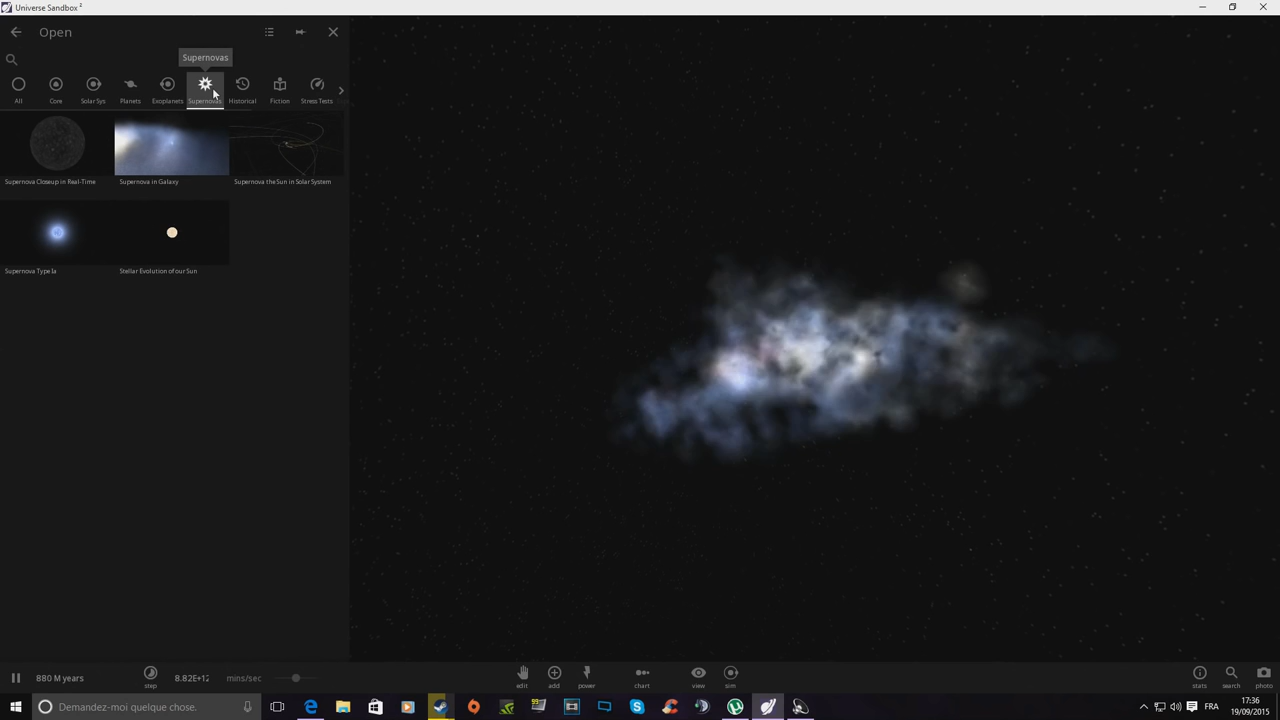 Universe Sandbox ²
Open
Supernovas
All Core Solar Sys Planets Exoplanets Supernovas Historical Fiction Stress Tests
Supernova Closeup in Real-Time Supernova in Galaxy Supernova the Sun in Solar System
Supernova Type Ia Stellar Evolution of our Sun
880 M years step 8.82E+12 mins/sec edit add power chart view sim stats search photo
Demandez-moi quelque chose. FRA 17:36
19/09/2015